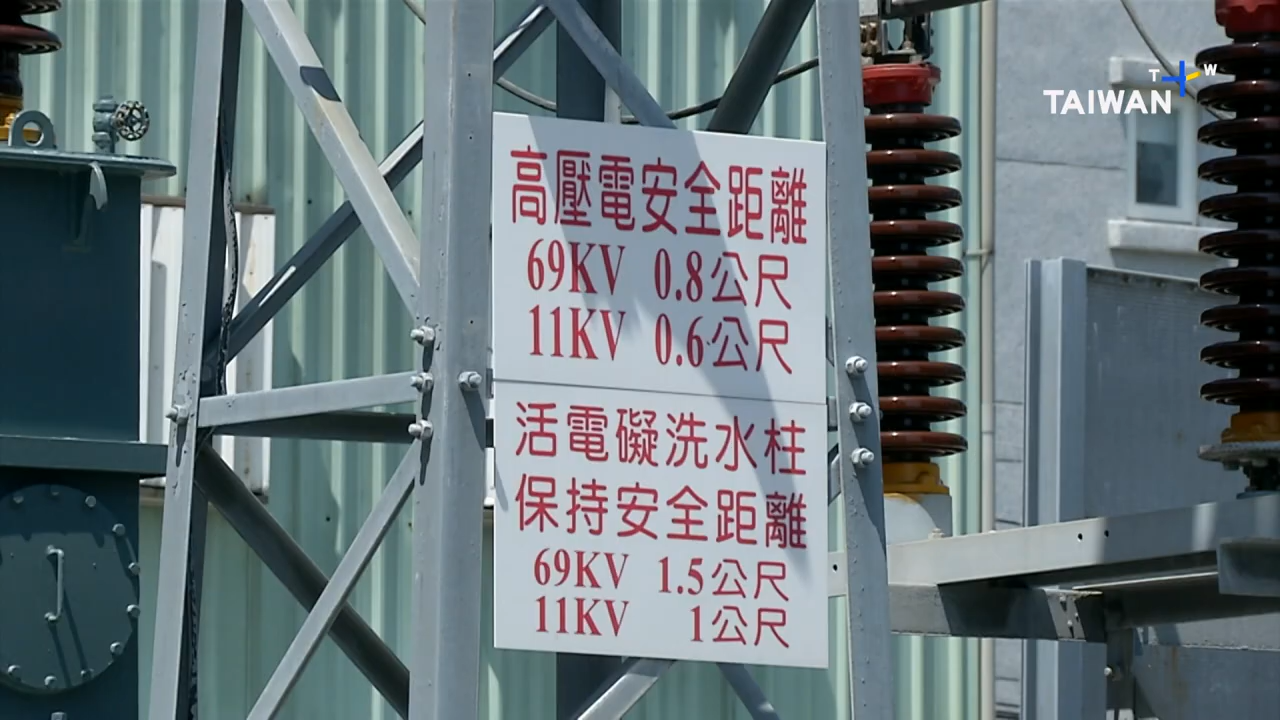 高壓電安全距離
69KV 0.8公尺
11KV 0.6公尺
活電礙洗水柱
保持安全距離
69KV 1.5公尺
11KV 1公尺
T W
TAIWAN